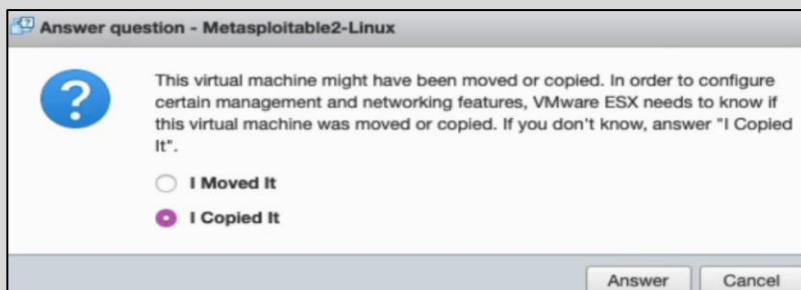 Answer question - Metasploitable2-Linux
This virtual machine might have been moved or copied. In order to configure
certain management and networking features, VMware ESX needs to know if
this virtual machine was moved or copied. If you don't know, answer "I Copied
It".
I Moved It
I Copied It
Answer Cancel